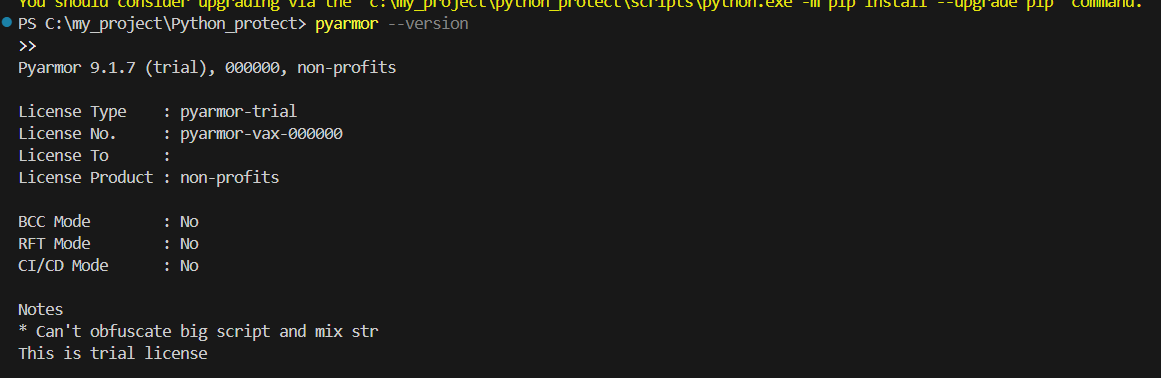 You should consider upgrading via the 'c:\my_project\python_protect\scripts\python.exe -m pip install --upgrade pip' command.
PS C:\my_project\Python_protect> pyarmor --version
>>
Pyarmor 9.1.7 (trial), 000000, non-profits
License Type    : pyarmor-trial
License No.     : pyarmor-vax-000000
License To      :
License Product : non-profits
BCC Mode        : No
RFT Mode        : No
CI/CD Mode      : No
Notes
* Can't obfuscate big script and mix str
This is trial license